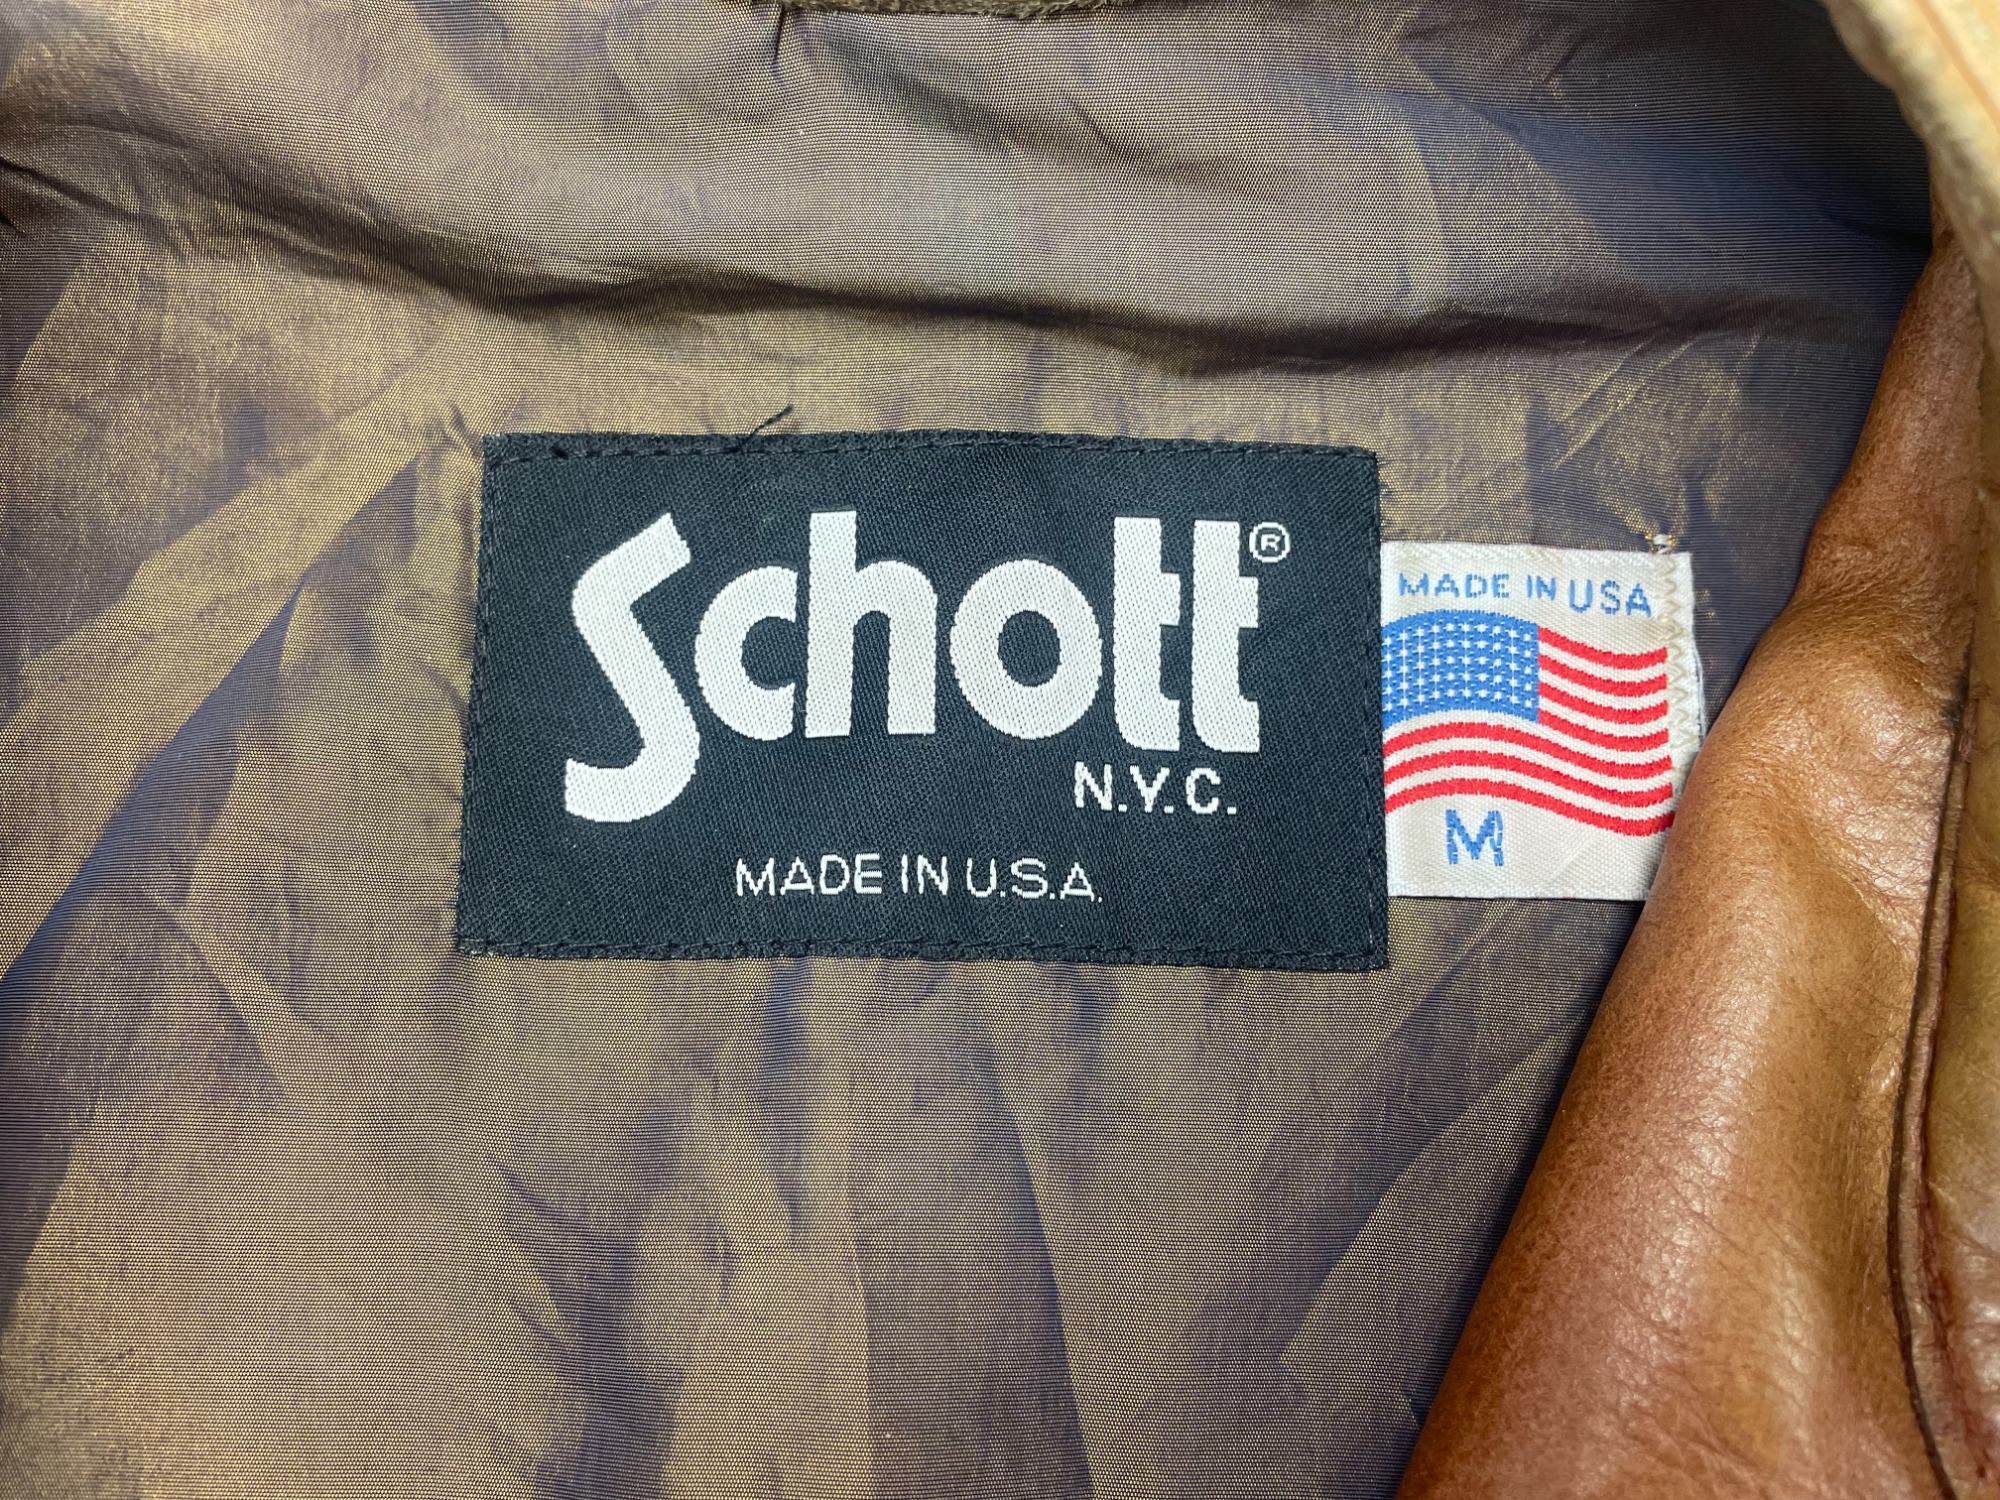 Schott®
N.Y.C.
MADE IN U.S.A.
MADE IN USA
M